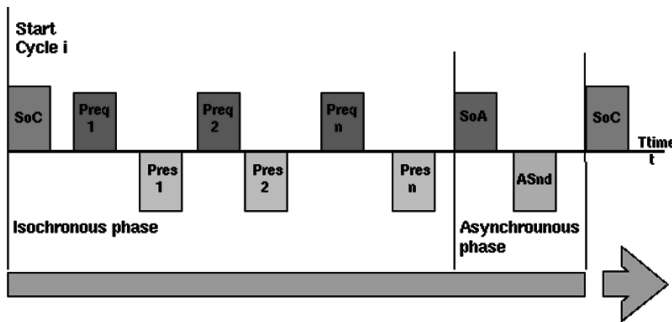 Start
Cycle i
SoC
Preq
1
Preq
2
Preq
n
SoA
SoC
Ttime
t
Pres
1
Pres
2
Pres
n
ASnd
Isochronous phase
Asynchrounous
phase